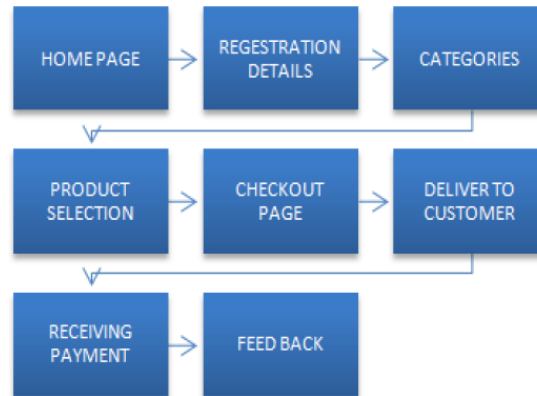 HOME PAGE
REGESTRATION
DETAILS
CATEGORIES
PRODUCT
SELECTION
CHECKOUT
PAGE
DELIVER TO
CUSTOMER
RECEIVING
PAYMENT
FEED BACK